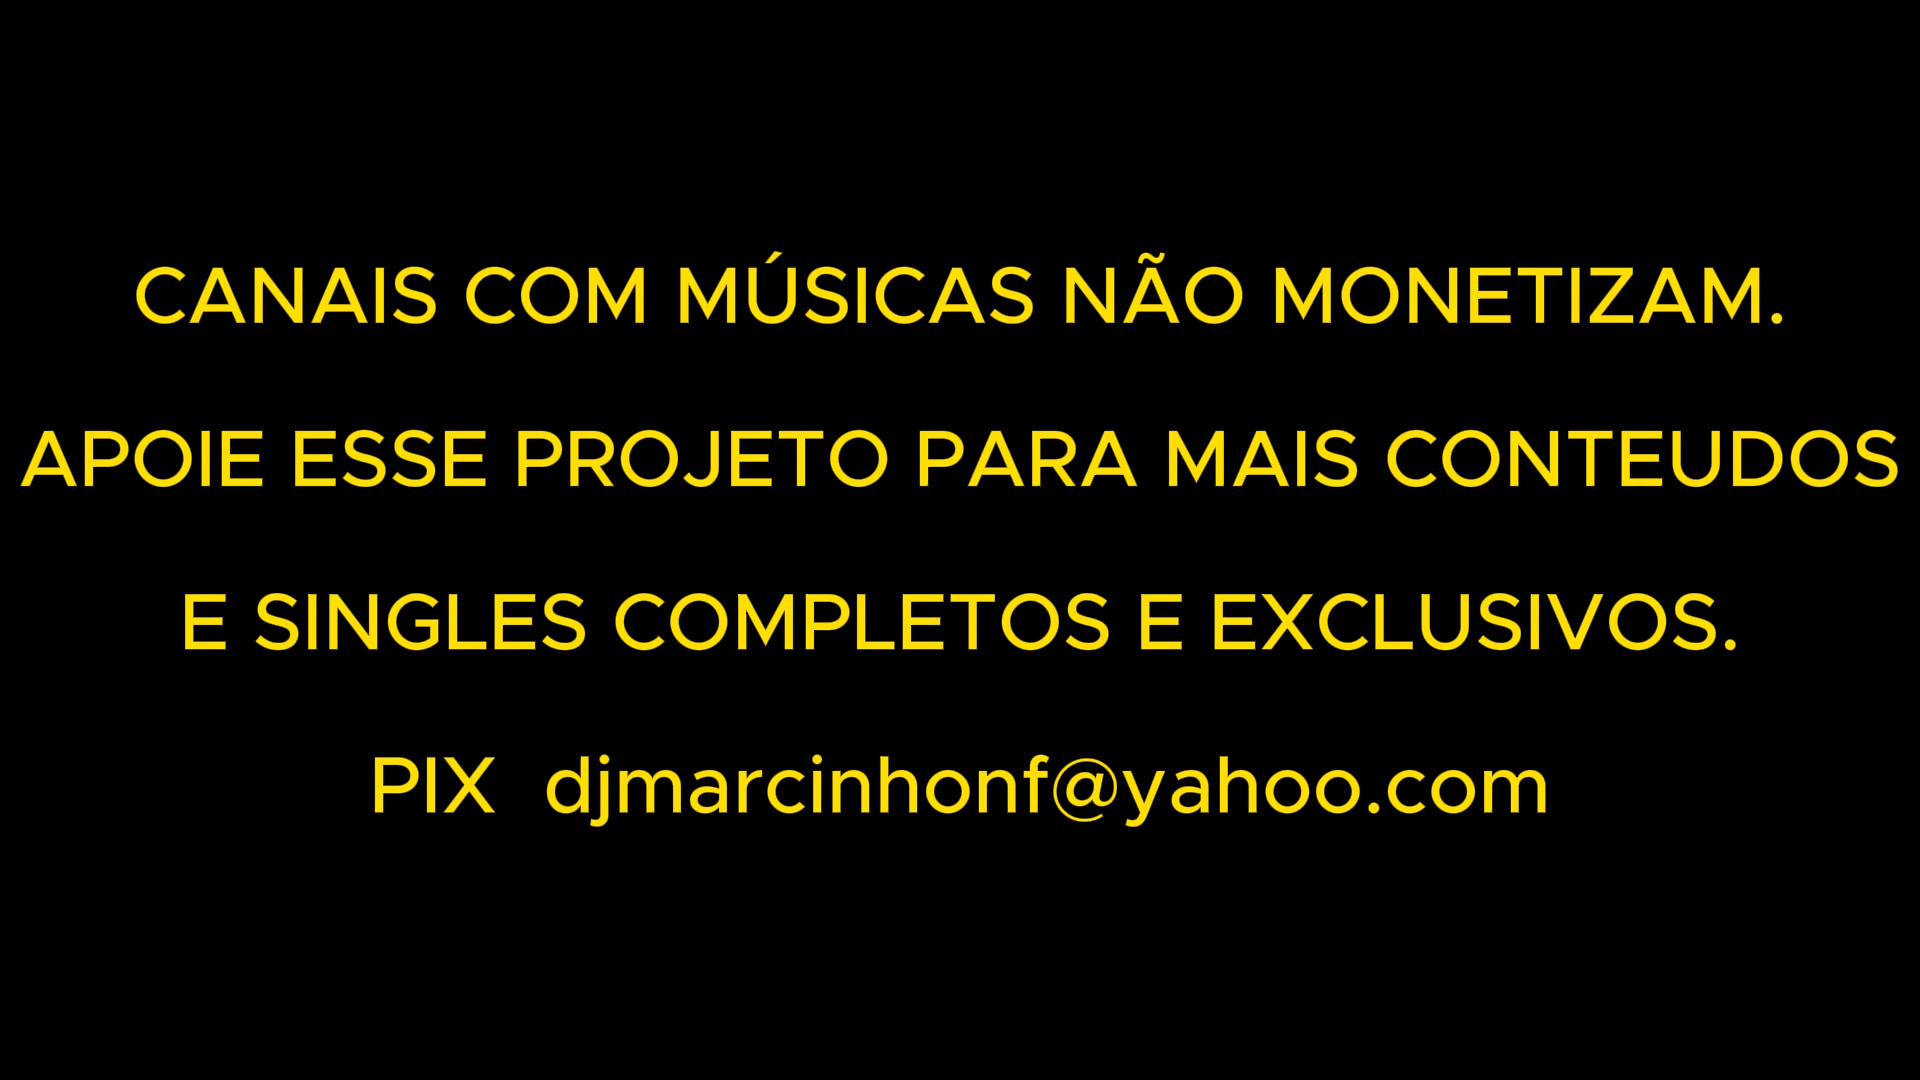 CANAIS COM MÚSICAS NÃO MONETIZAM.
APOIE ESSE PROJETO PARA MAIS CONTEUDOS
E SINGLES COMPLETOS E EXCLUSIVOS.
PIX djmarcinhonf@yahoo.com